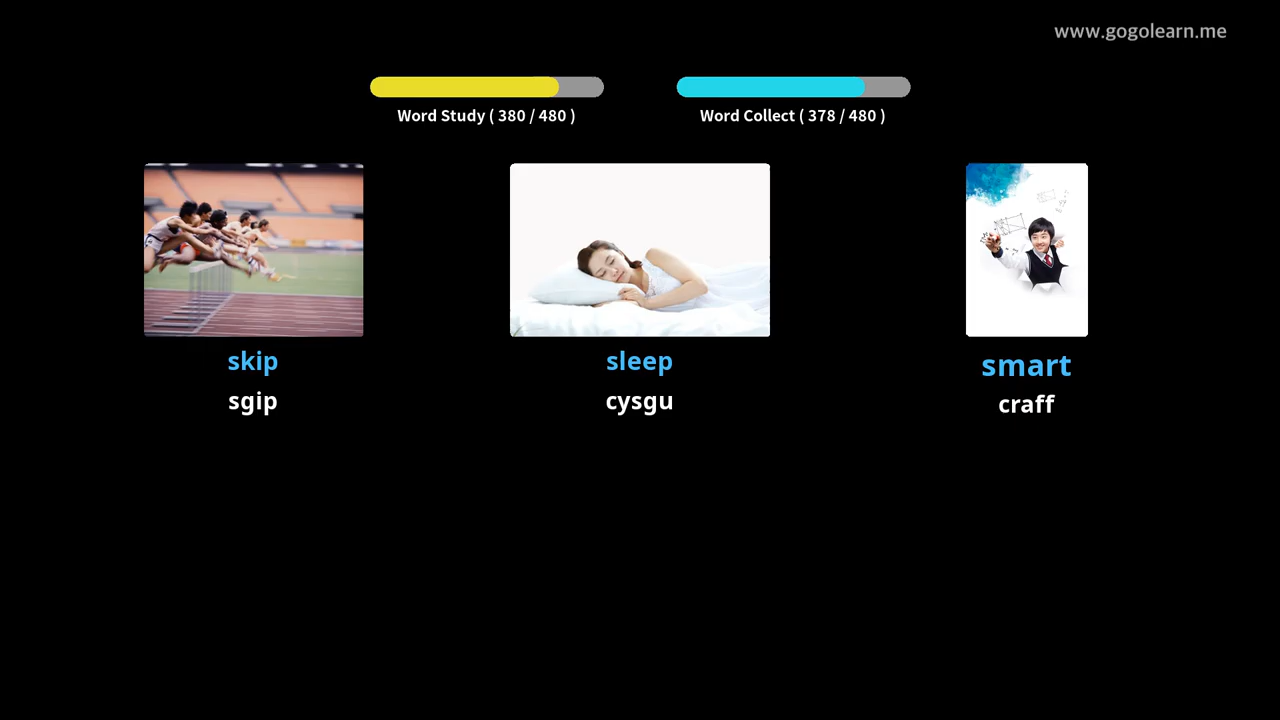 www.gogolearn.me
Word Study ( 380 / 480 )
Word Collect ( 378 / 480 )
skip
sleep
smart
sgip
cysgu
craff